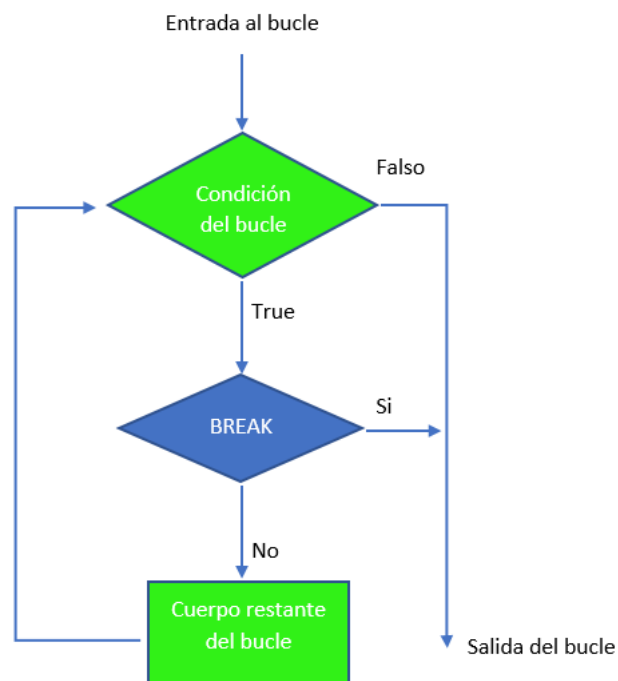 Entrada al bucle
Falso
Condición
del bucle
True
BREAK
Si
No
Cuerpo restante
del bucle
Salida del bucle